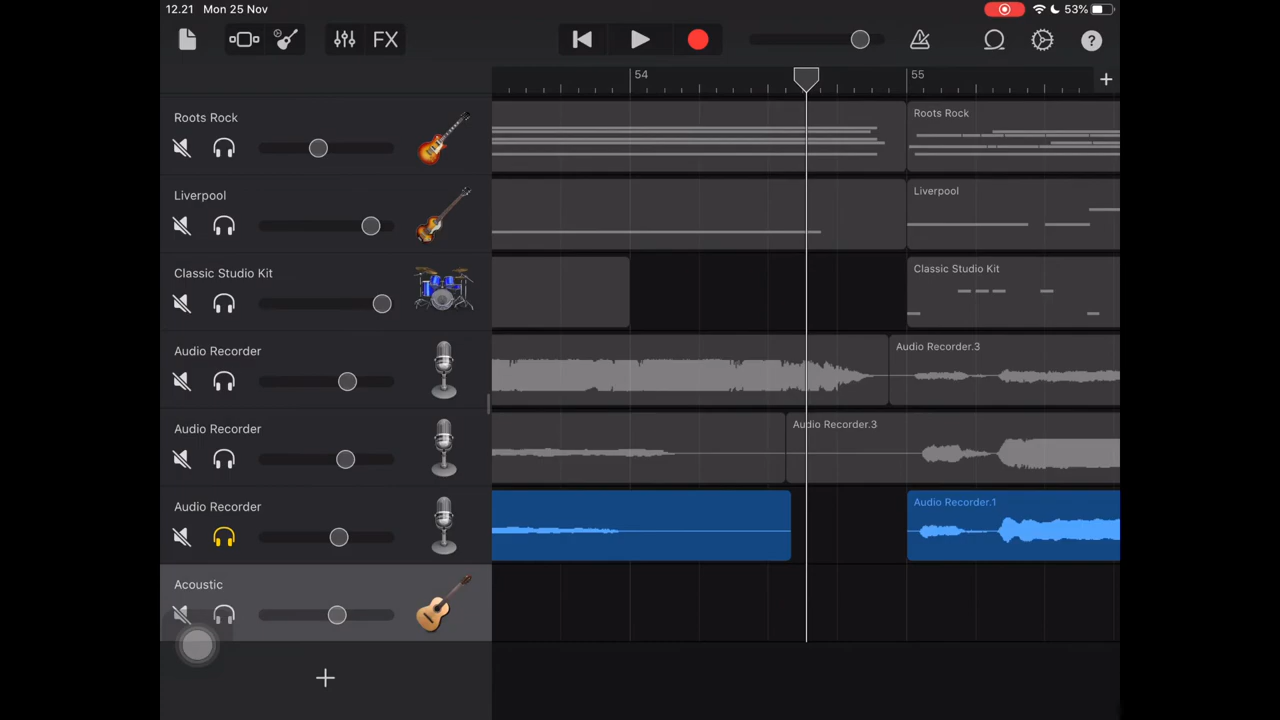 12.21 Mon 25 Nov
53%
FX
?
54
55
+
Roots Rock
Roots Rock
Liverpool
Liverpool
Classic Studio Kit
Classic Studio Kit
Audio Recorder
Audio Recorder.3
Audio Recorder
Audio Recorder.3
Audio Recorder
Audio Recorder.1
Acoustic
+